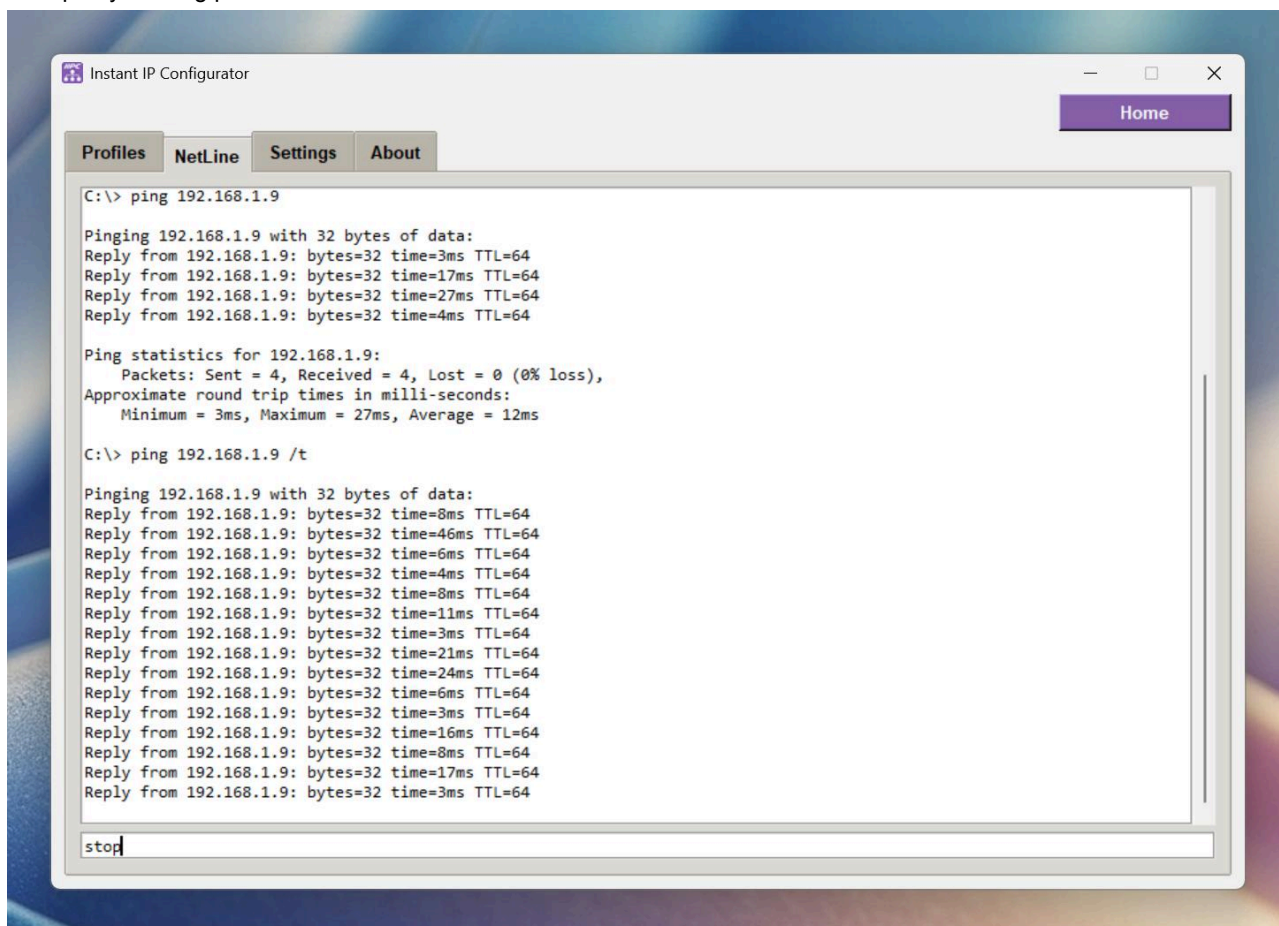 Instant IP Configurator
Home
Profiles NetLine Settings About
C:\> ping 192.168.1.9
Pinging 192.168.1.9 with 32 bytes of data:
Reply from 192.168.1.9: bytes=32 time=3ms TTL=64
Reply from 192.168.1.9: bytes=32 time=17ms TTL=64
Reply from 192.168.1.9: bytes=32 time=27ms TTL=64
Reply from 192.168.1.9: bytes=32 time=4ms TTL=64
Ping statistics for 192.168.1.9:
Packets: Sent = 4, Received = 4, Lost = 0 (0% loss),
Approximate round trip times in milli-seconds:
Minimum = 3ms, Maximum = 27ms, Average = 12ms
C:\> ping 192.168.1.9 /t
Pinging 192.168.1.9 with 32 bytes of data:
Reply from 192.168.1.9: bytes=32 time=8ms TTL=64
Reply from 192.168.1.9: bytes=32 time=46ms TTL=64
Reply from 192.168.1.9: bytes=32 time=6ms TTL=64
Reply from 192.168.1.9: bytes=32 time=4ms TTL=64
Reply from 192.168.1.9: bytes=32 time=8ms TTL=64
Reply from 192.168.1.9: bytes=32 time=11ms TTL=64
Reply from 192.168.1.9: bytes=32 time=3ms TTL=64
Reply from 192.168.1.9: bytes=32 time=21ms TTL=64
Reply from 192.168.1.9: bytes=32 time=24ms TTL=64
Reply from 192.168.1.9: bytes=32 time=6ms TTL=64
Reply from 192.168.1.9: bytes=32 time=3ms TTL=64
Reply from 192.168.1.9: bytes=32 time=16ms TTL=64
Reply from 192.168.1.9: bytes=32 time=8ms TTL=64
Reply from 192.168.1.9: bytes=32 time=17ms TTL=64
Reply from 192.168.1.9: bytes=32 time=3ms TTL=64
stop